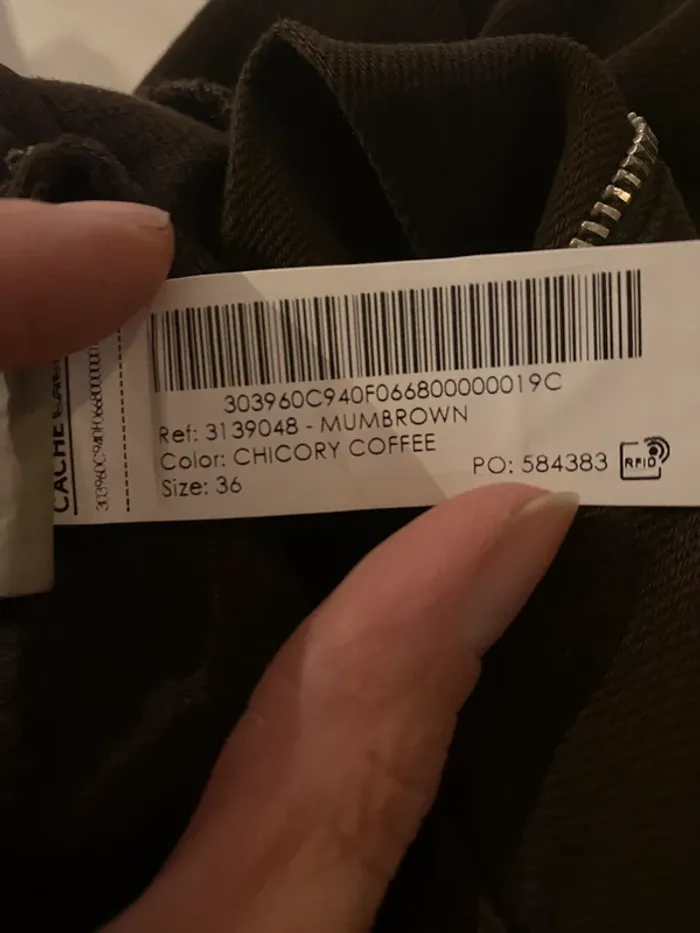 303960C940F066800000019C
Ref: 3139048 - MUMBROWN
Color: CHICORY COFFEE
Size: 36
PO: 584383
RFID
CACHE